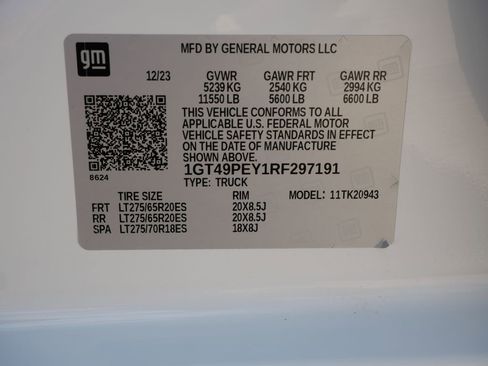 gm
MFD BY GENERAL MOTORS LLC
12/23 GVWR GAWR FRT GAWR RR
5239 KG 2540 KG 2994 KG
11550 LB 5600 LB 6600 LB
THIS VEHICLE CONFORMS TO ALL
APPLICABLE U.S. FEDERAL MOTOR
VEHICLE SAFETY STANDARDS IN EFFECT
ON THE DATE OF MANUFACTURE
SHOWN ABOVE.
8624
1GT49PEY1RF297191
TYPE: TRUCK
TIRE SIZE RIM MODEL: 11TK20943
FRT LT275/65R20ES 20X8.5J
RR LT275/65R20ES 20X8.5J
SPA LT275/70R18ES 18X8J